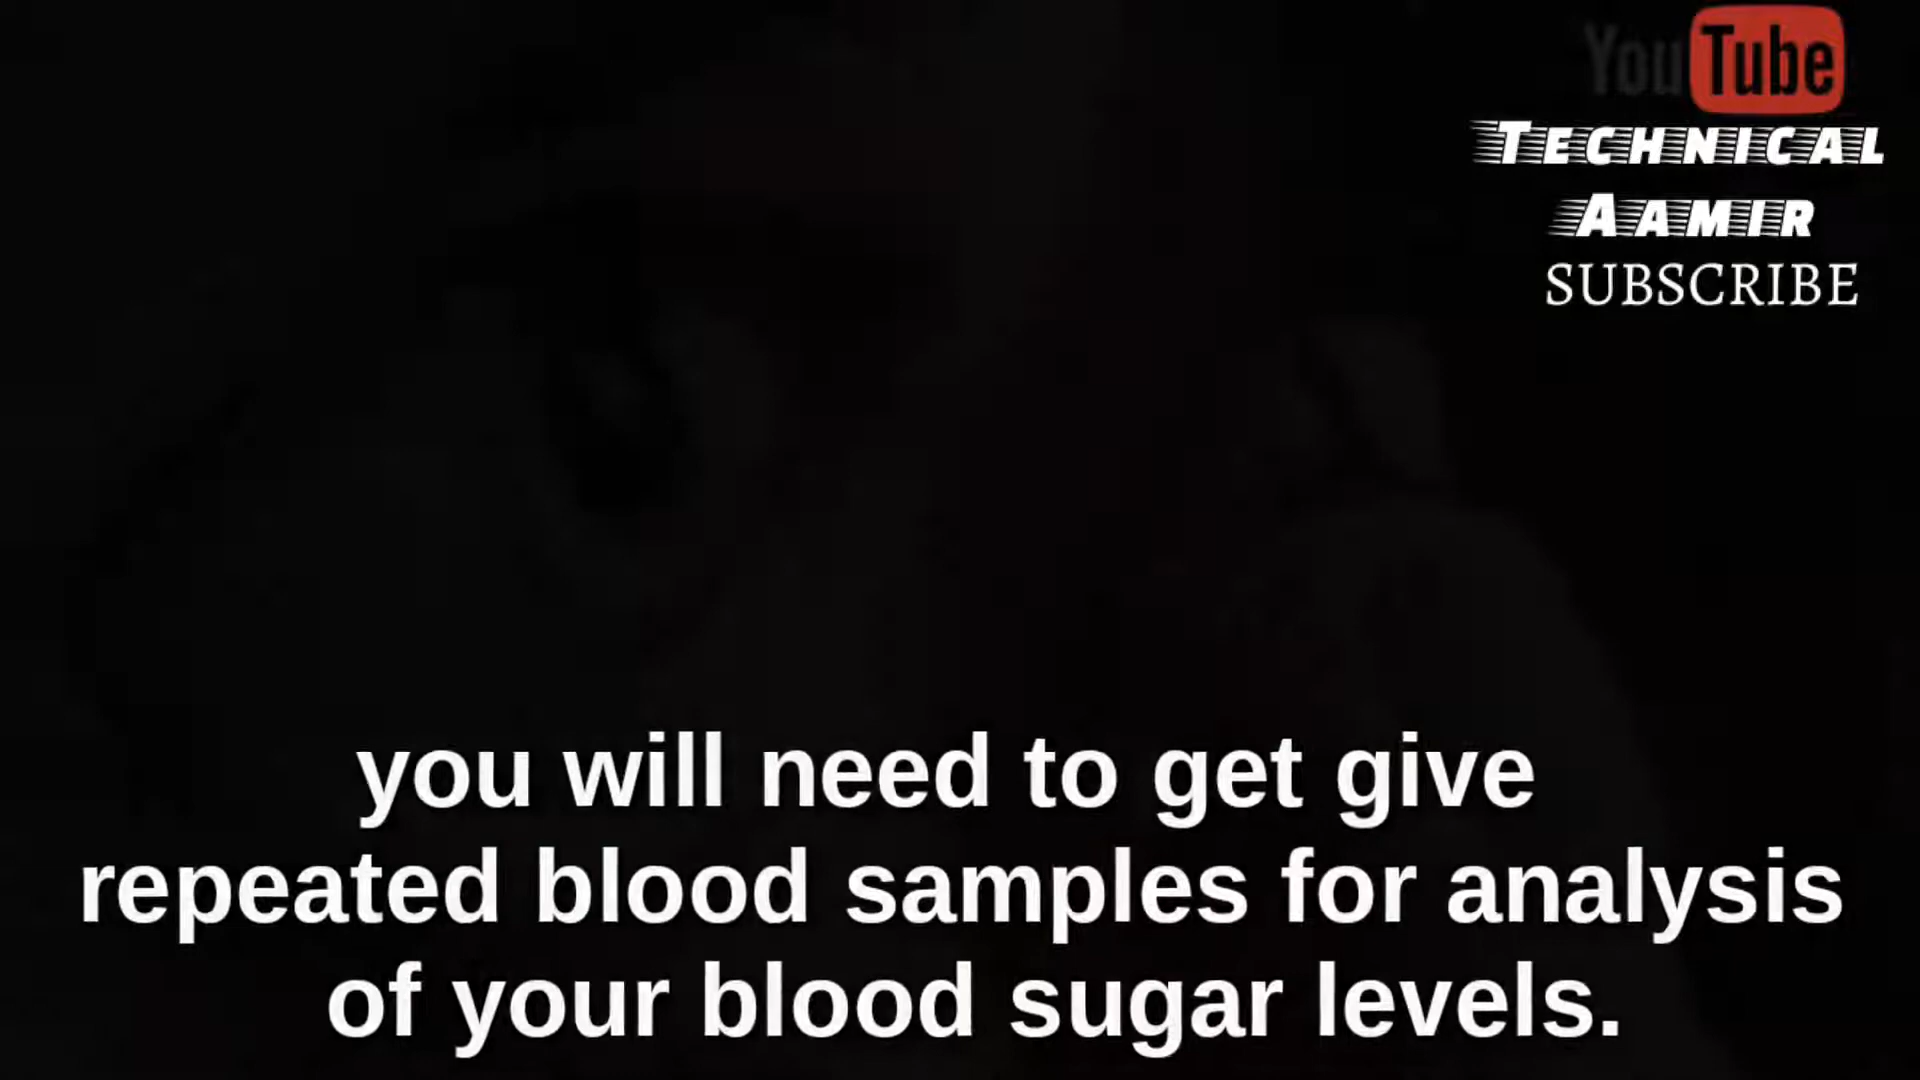 YouTube
TECHNICAL
AAMIR
SUBSCRIBE
you will need to get give
repeated blood samples for analysis
of your blood sugar levels.